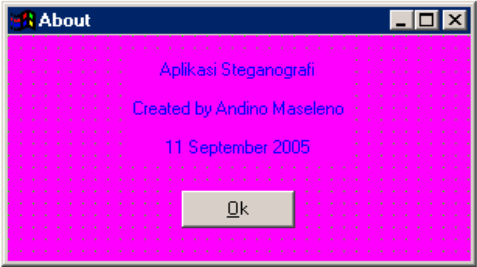 About
Aplikasi Steganografi
Created by Andino Maseleno
11 September 2005
Ok